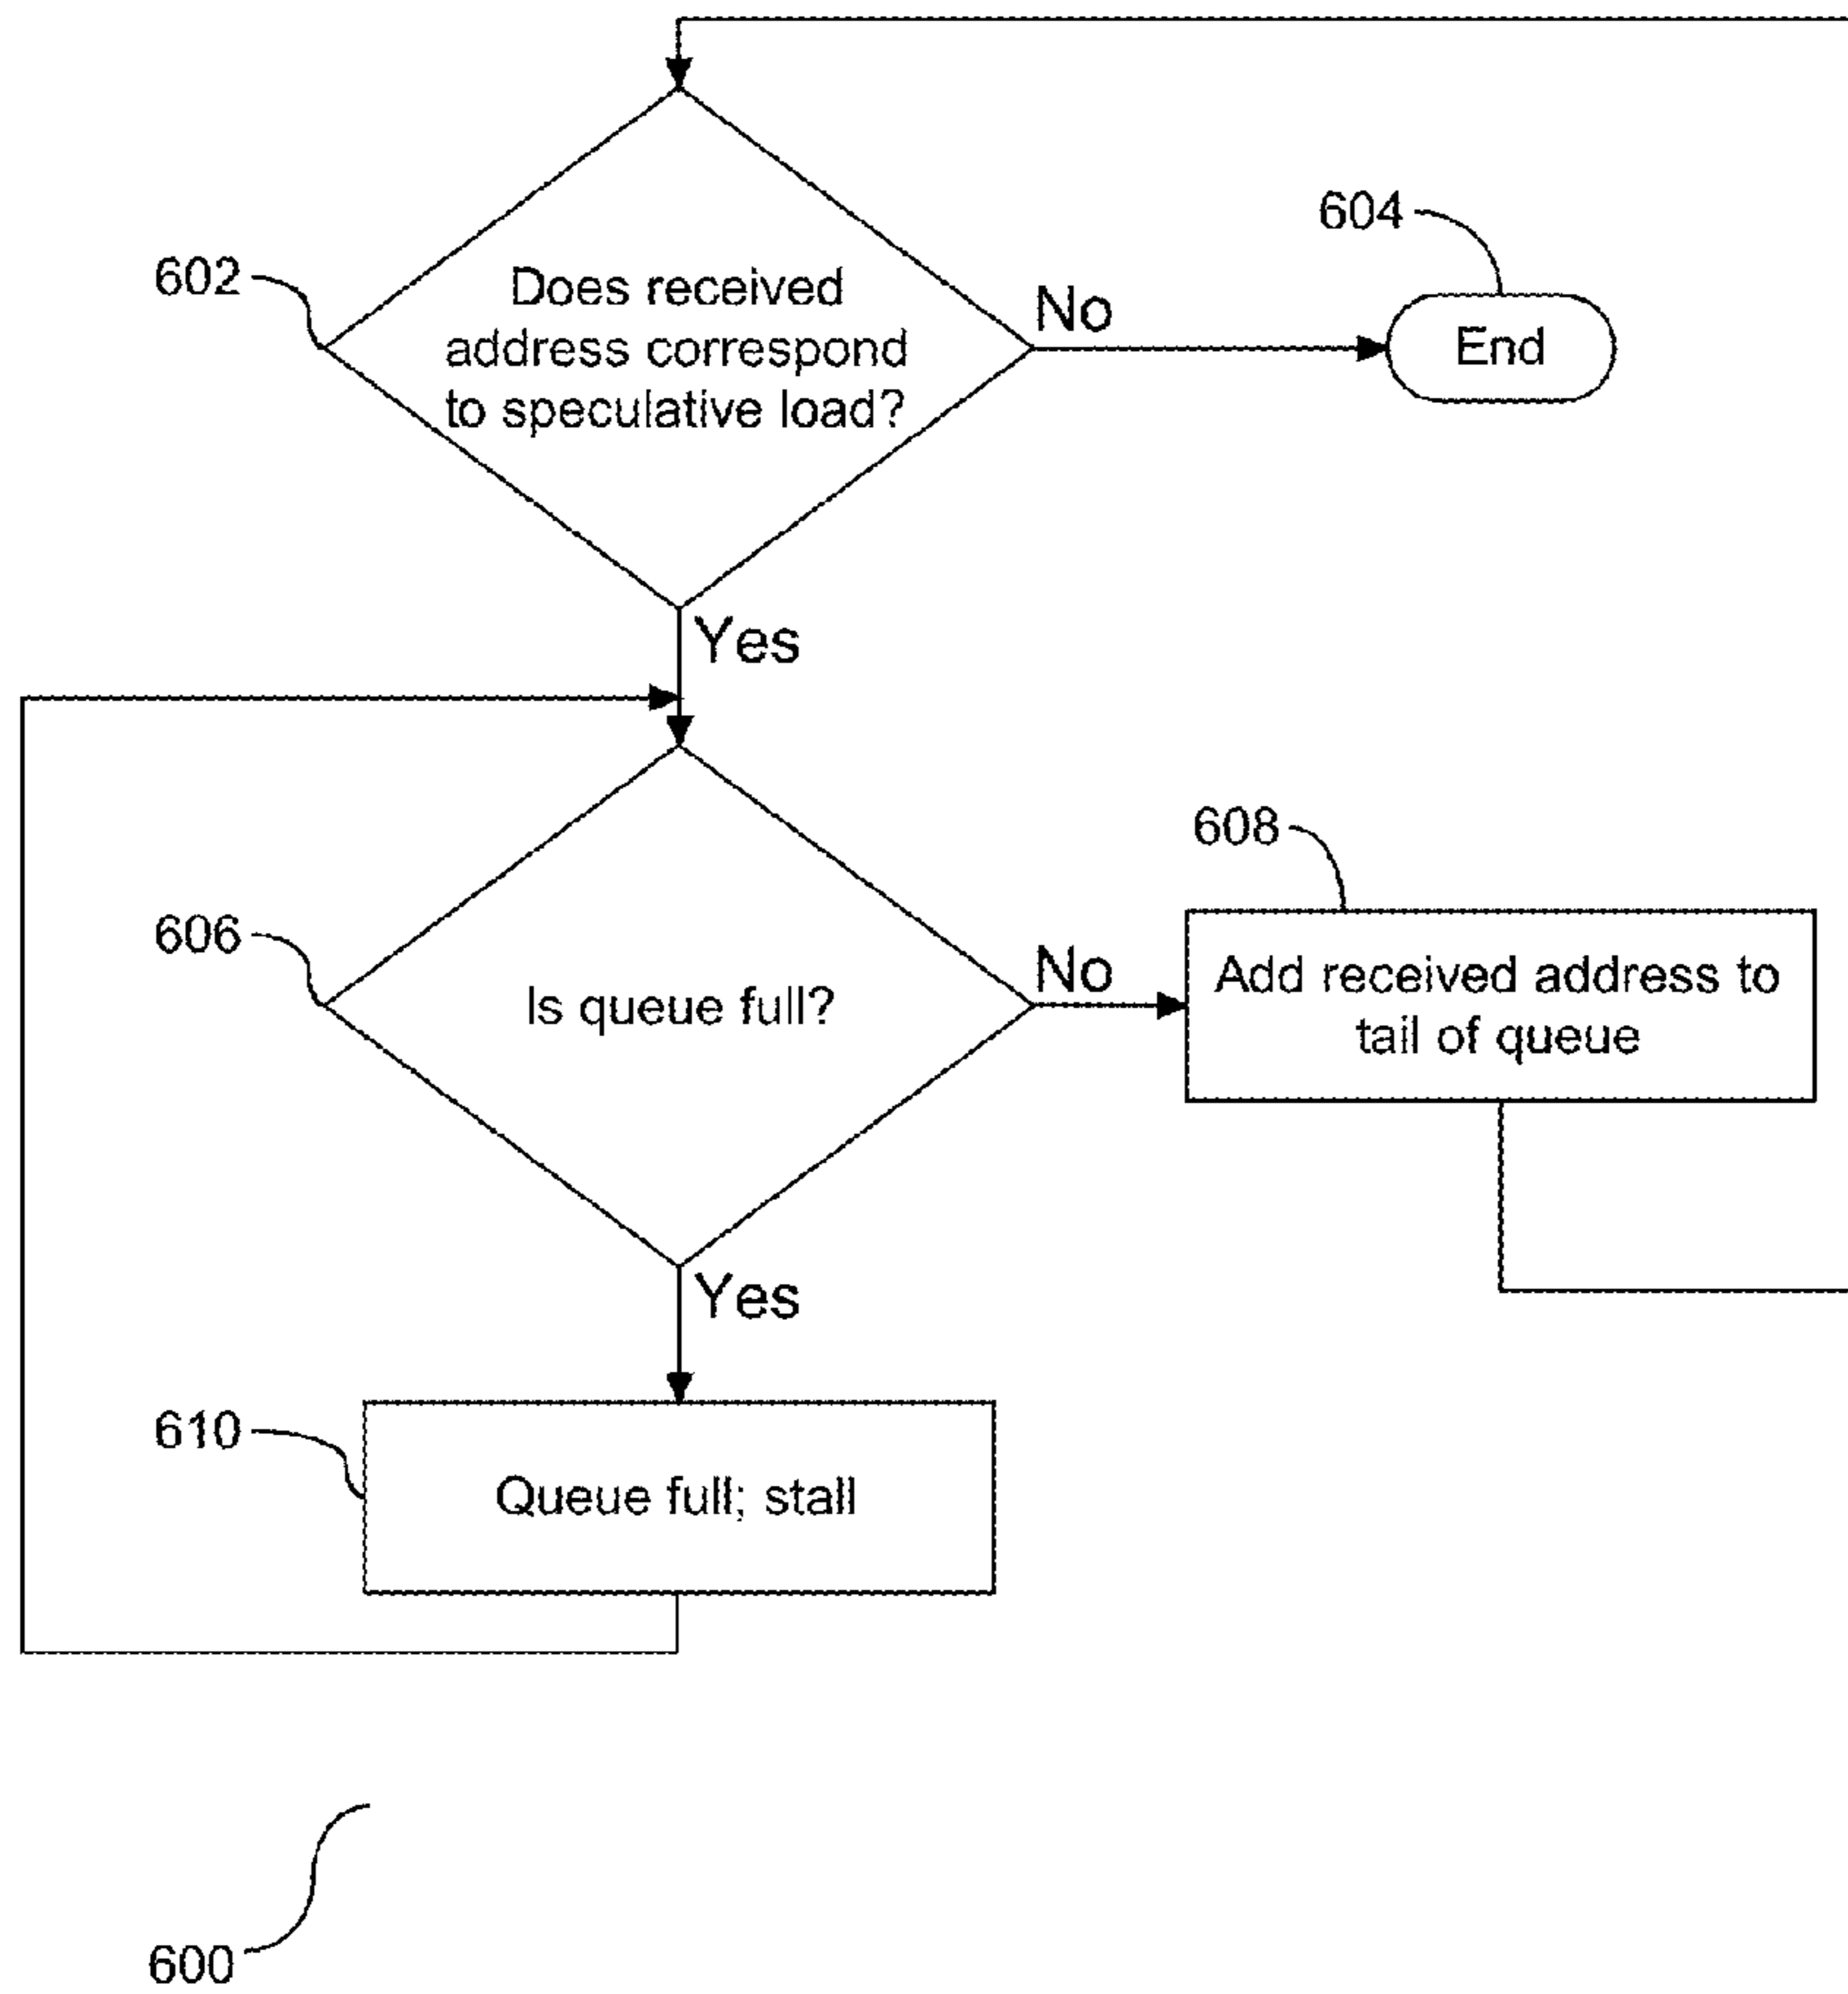 604
602
Does received
address correspond
to speculative load?
No
End
Yes
608
606
Is queue full?
No
Add received address to
tail of queue
Yes
610
Queue full; stall
600